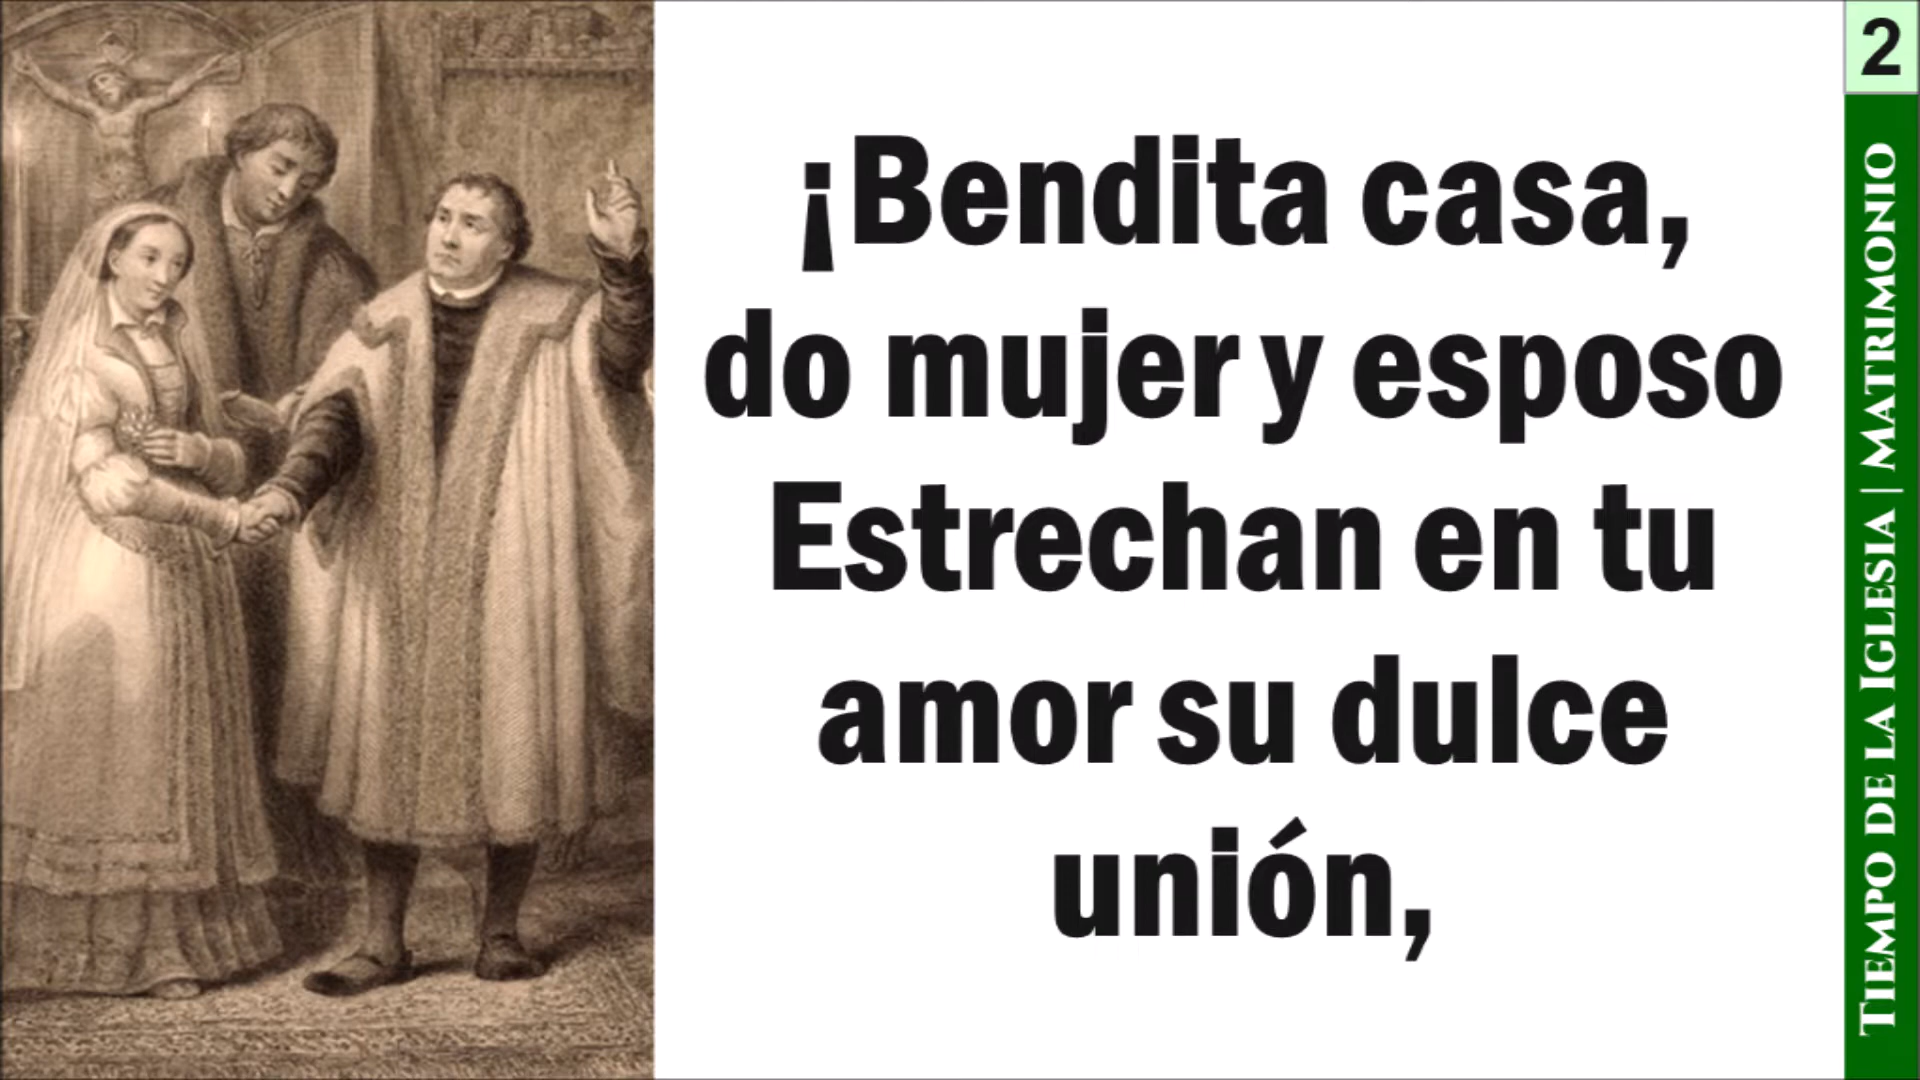 ¡Bendita casa,
do mujer y esposo
Estrechan en tu
amor su dulce
unión,
2
TIEMPO DE LA IGLESIA | MATRIMONIO